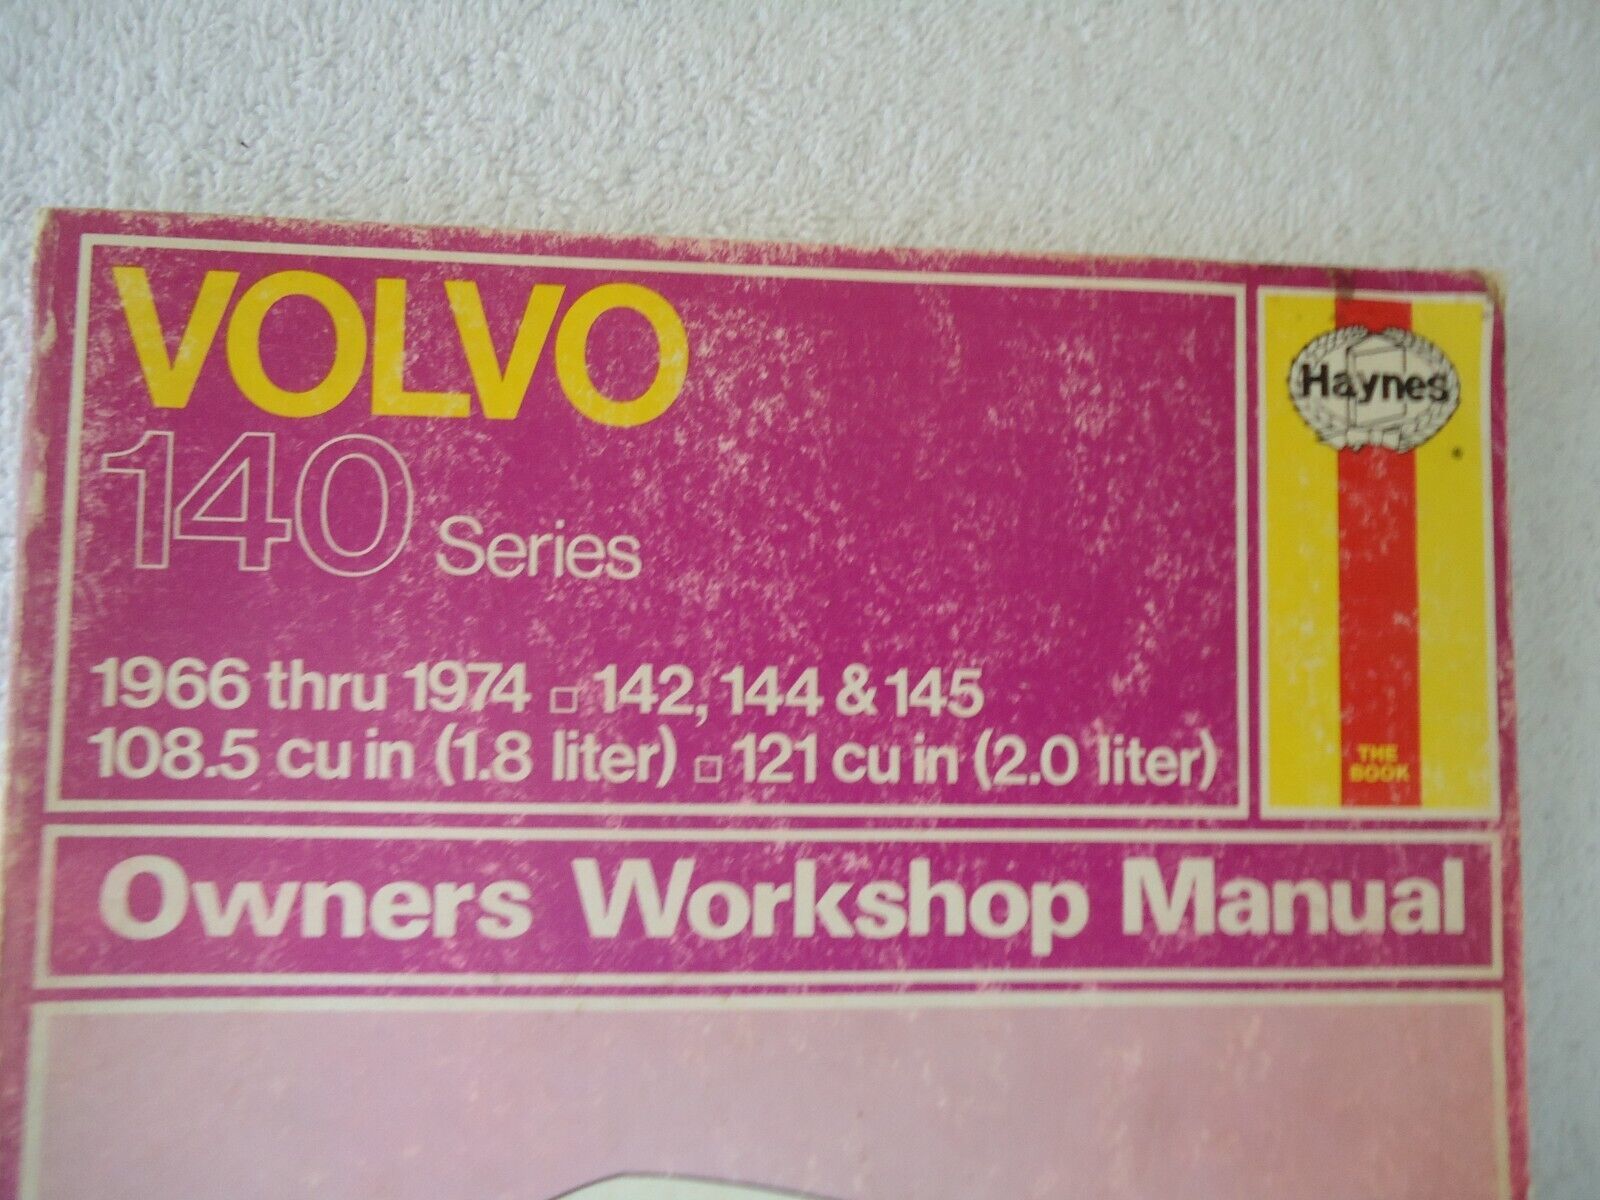 VOLVO
140 Series
1966 thru 1974 □ 142, 144 & 145
108.5 cu in (1.8 liter) □ 121 cu in (2.0 liter)
Haynes
THE
BOOK
Owners Workshop Manual